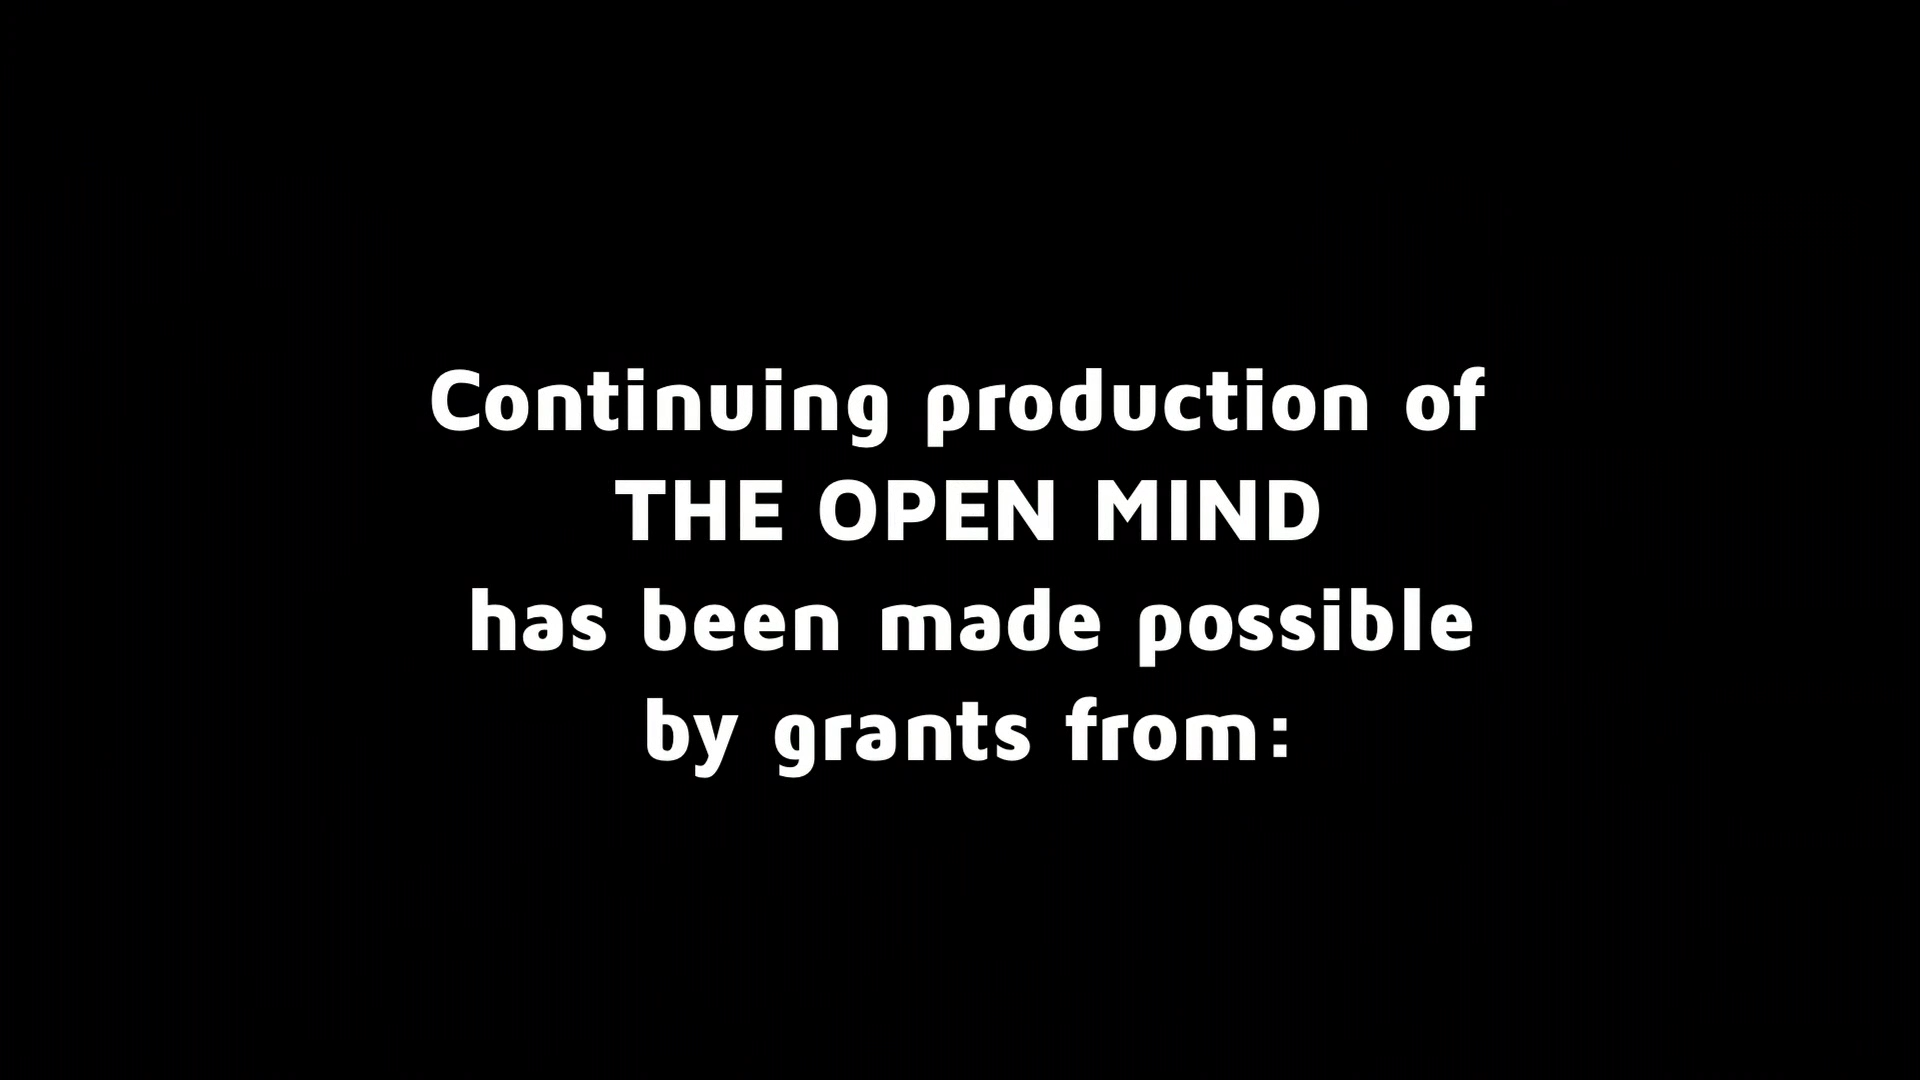 Continuing production of
THE OPEN MIND
has been made possible
by grants from: